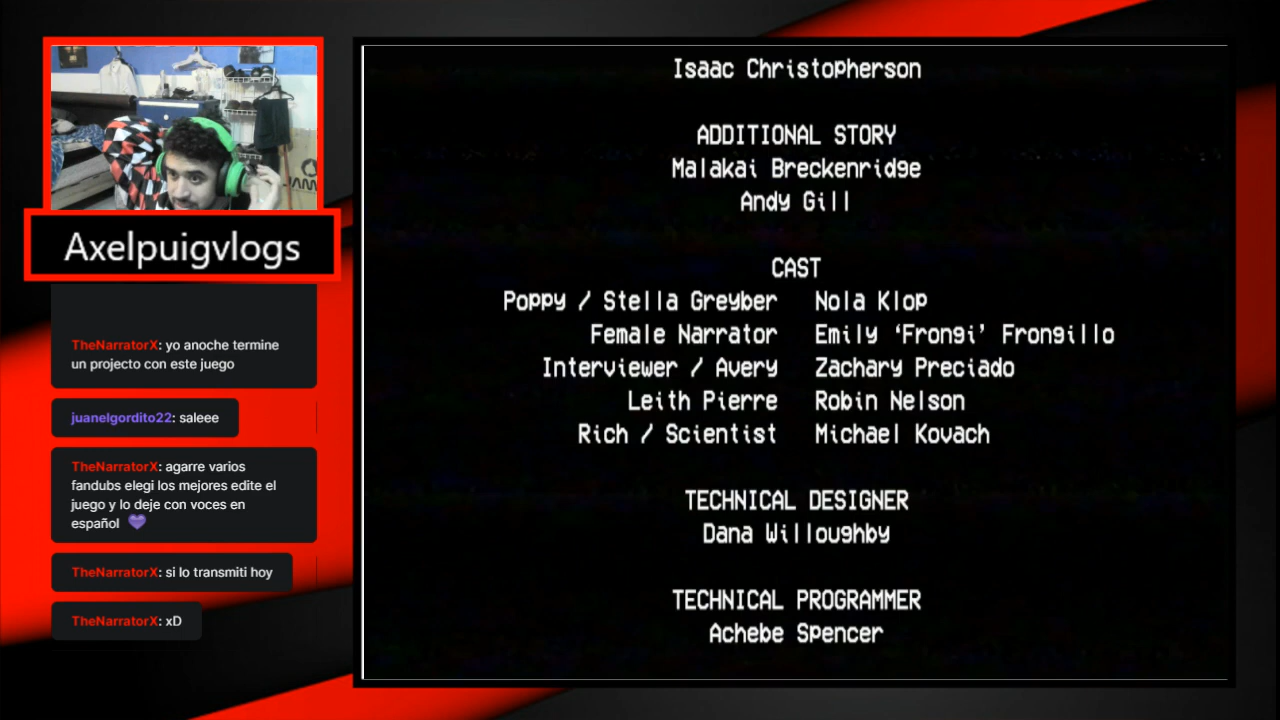 Axelpuigvlogs
TheNarratorX: yo anoche termine
un projecto con este juego
juanelgordito22: saleee
TheNarratorX: agarre varios
fandubs elegi los mejores edite el
juego y lo deje con voces en
español 💜
TheNarratorX: si lo transmiti hoy
TheNarratorX: xD
Isaac Christopherson
ADDITIONAL STORY
Malakai Breckenridge
Andy Gill
CAST
Poppy / Stella Greyber Nola Klop
Female Narrator Emily ‘Frongi’ Frongillo
Interviewer / Avery Zachary Preciado
Leith Pierre Robin Nelson
Rich / Scientist Michael Kovach
TECHNICAL DESIGNER
Dana Willoughby
TECHNICAL PROGRAMMER
Achebe Spencer